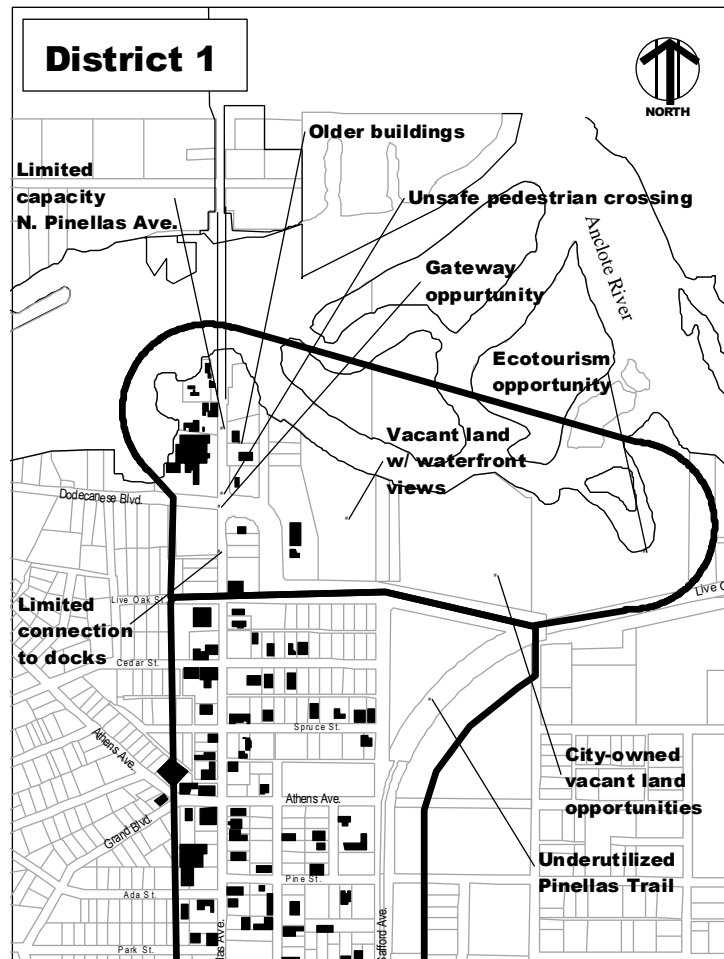 District 1
NORTH
Older buildings
Limited
capacity
N. Pinellas Ave.
Unsafe pedestrian crossing
Anclote River
Gateway
oppurtunity
Ecotourism
opportunity
Vacant land
w/ waterfront
views
Dodecanese Blvd.
Live Oak St.
Live O
Limited
connection
to docks
Cedar St.
Spruce St.
Athens Ave.
City-owned
vacant land
opportunities
Athens Ave.
Grand Blvd.
Underutilized
Pinellas Trail
Pine St.
Ada St.
Park St.
las Ave.
Safford Ave.